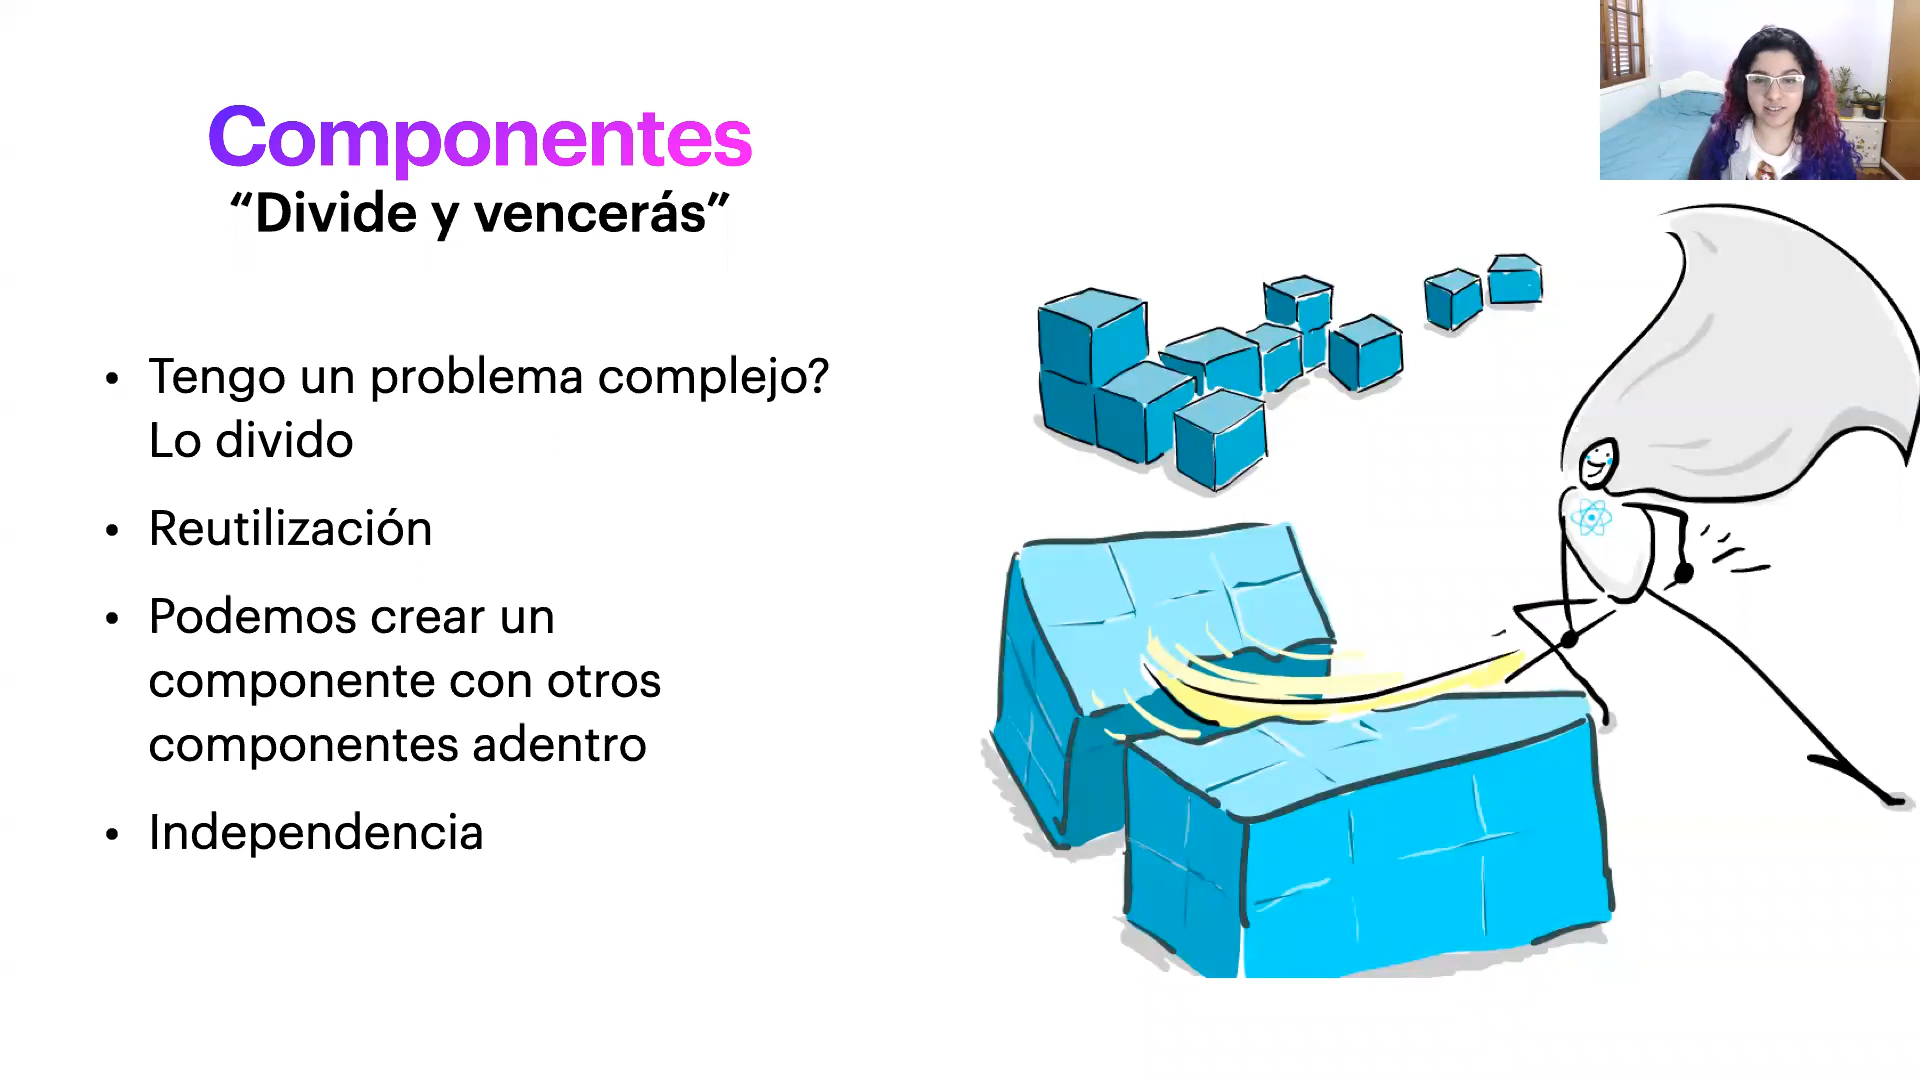 Componentes
“Divide y vencerás”
• Tengo un problema complejo?
Lo divido
• Reutilización
• Podemos crear un
componente con otros
componentes adentro
• Independencia